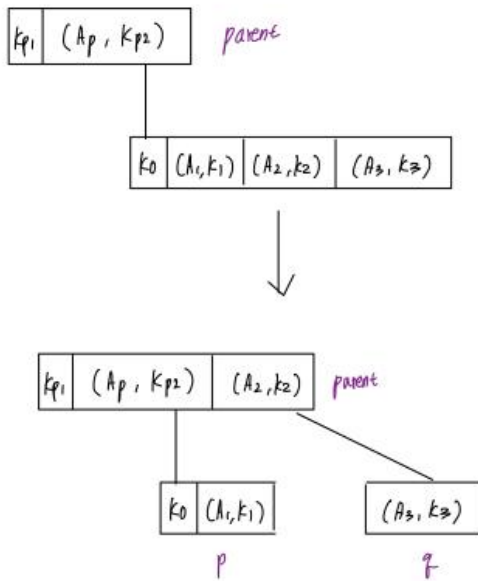 Kp1 (Ap, Kp2) parent
K0 (A1,K1) (A2,K2) (A3,K3)
Kp1 (Ap, Kp2) (A2,K2) parent
K0 (A1,K1) (A3,K3)
p q